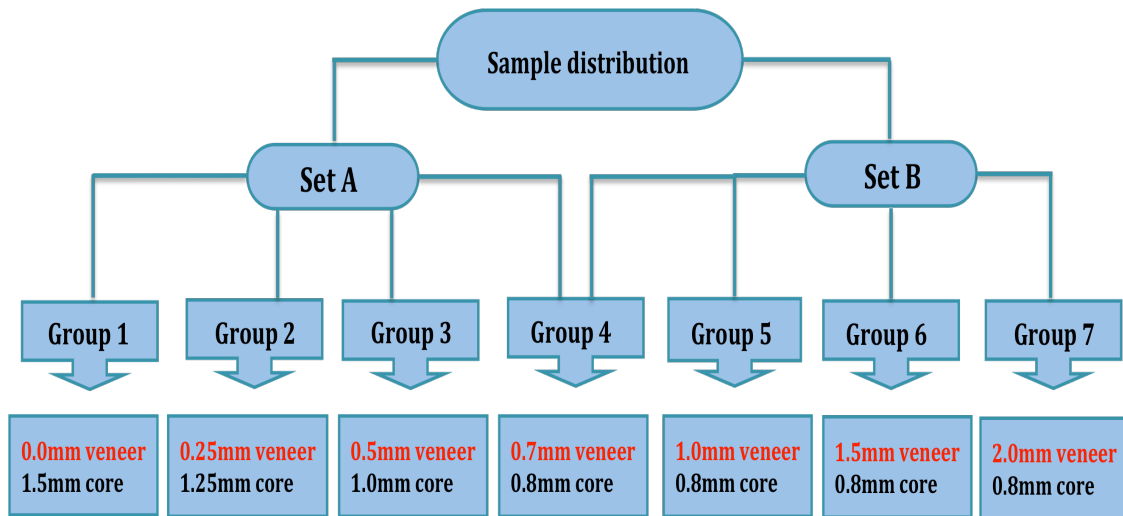 Sample distribution
Set A
Set B
Group 1
Group 2
Group 3
Group 4
Group 5
Group 6
Group 7
0.0mm veneer
1.5mm core
0.25mm veneer
1.25mm core
0.5mm veneer
1.0mm core
0.7mm veneer
0.8mm core
1.0mm veneer
0.8mm core
1.5mm veneer
0.8mm core
2.0mm veneer
0.8mm core